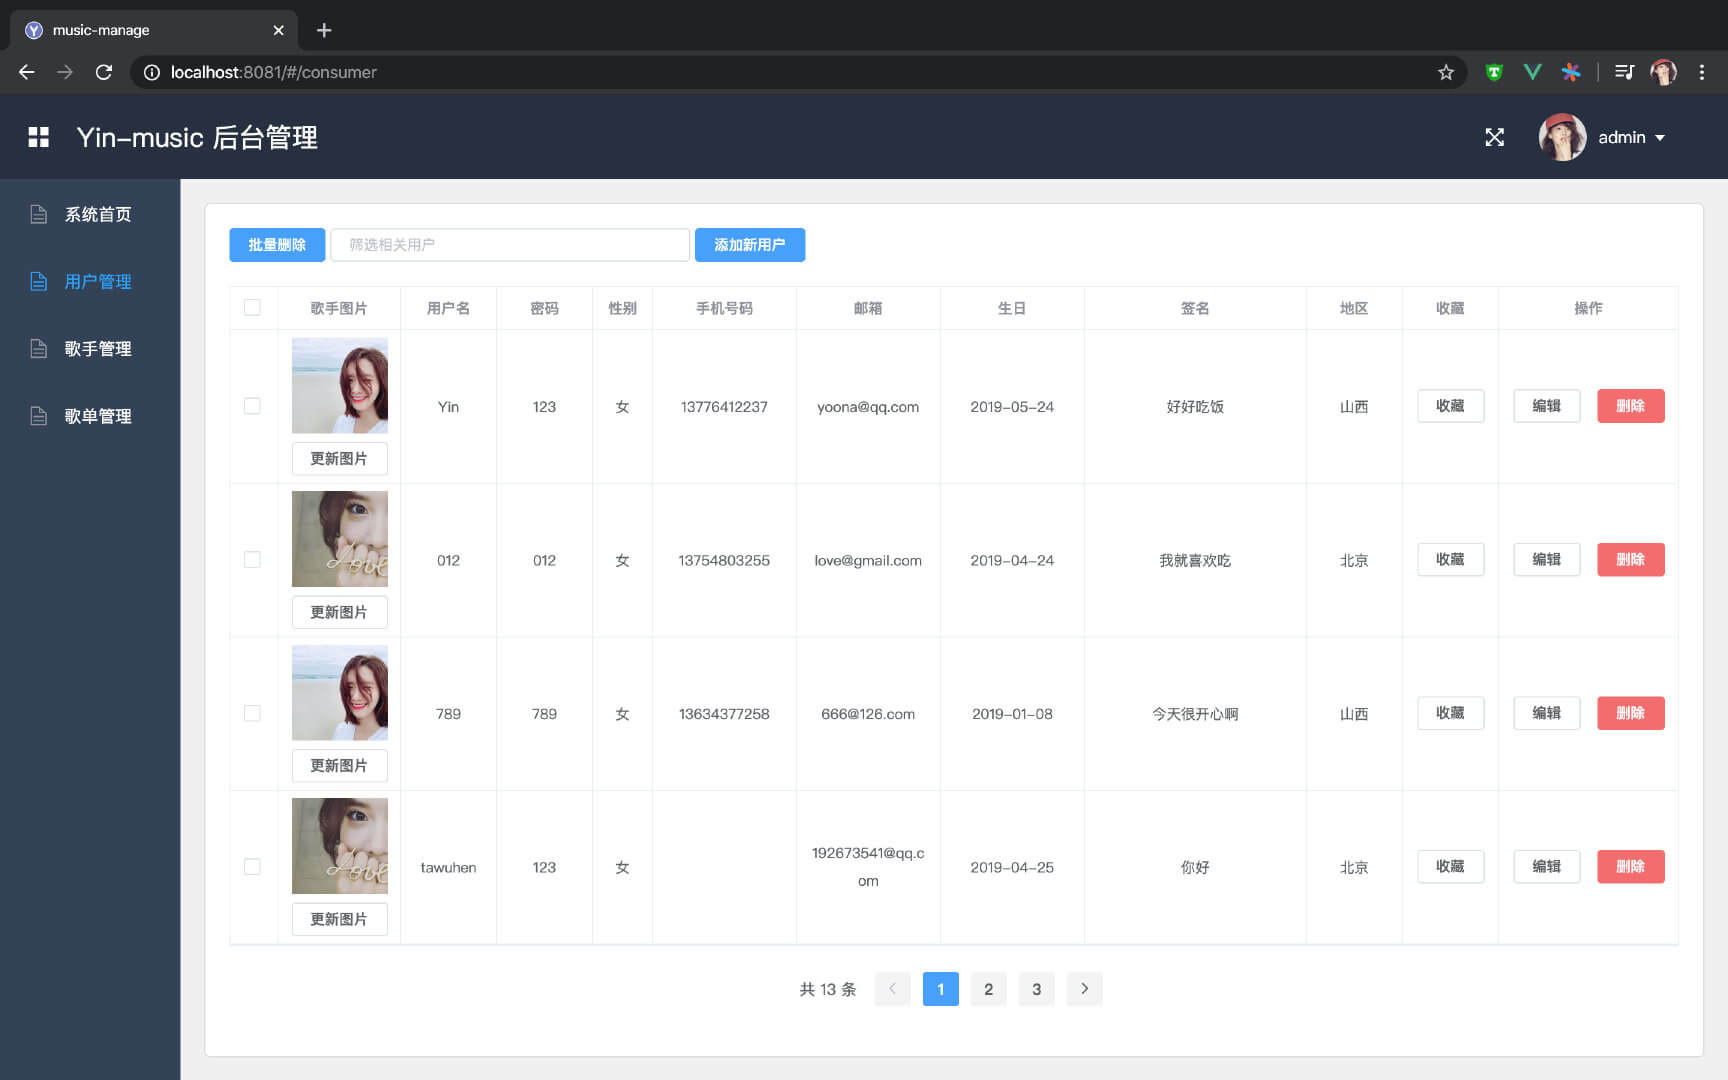 music-manage
localhost:8081/#/consumer
Yin-music 后台管理
admin
系统首页
用户管理
歌手管理
歌单管理
批量删除 筛选相关用户 添加新用户
歌手图片 用户名 密码 性别 手机号码 邮箱 生日 签名 地区 收藏 操作
Yin 123 女 13776412237 yoona@qq.com 2019-05-24 好好吃饭 山西 收藏 编辑 删除
更新图片
012 012 女 13754803255 love@gmail.com 2019-04-24 我就喜欢吃 北京 收藏 编辑 删除
更新图片
789 789 女 13634377258 666@126.com 2019-01-08 今天很开心啊 山西 收藏 编辑 删除
更新图片
tawuhen 123 女 192673541@qq.c 2019-04-25 你好 北京 收藏 编辑 删除
om
更新图片
共 13 条 1 2 3